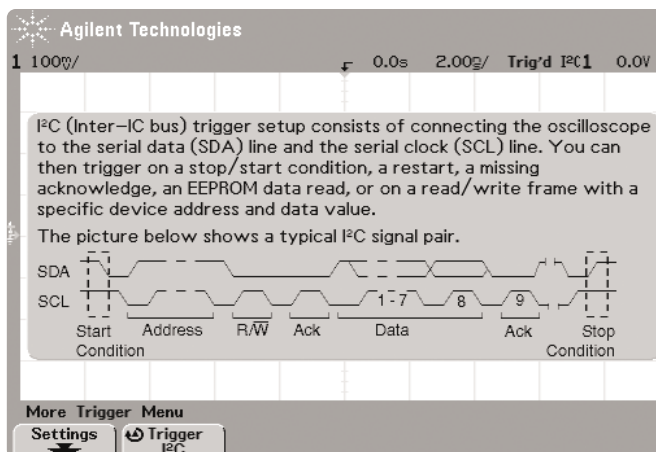 Agilent Technologies
1 100mV/ 0.0s 2.00s/ Trig'd I²C1 0.0V
I²C (Inter-IC bus) trigger setup consists of connecting the oscilloscope
to the serial data (SDA) line and the serial clock (SCL) line. You can
then trigger on a stop/start condition, a restart, a missing
acknowledge, an EEPROM data read, or on a read/write frame with a
specific device address and data value.
The picture below shows a typical I²C signal pair.
SDA
SCL 1-7 8 9
Start Address R/W̅ Ack Data Ack Stop
Condition Condition
More Trigger Menu
Settings Trigger
I²C